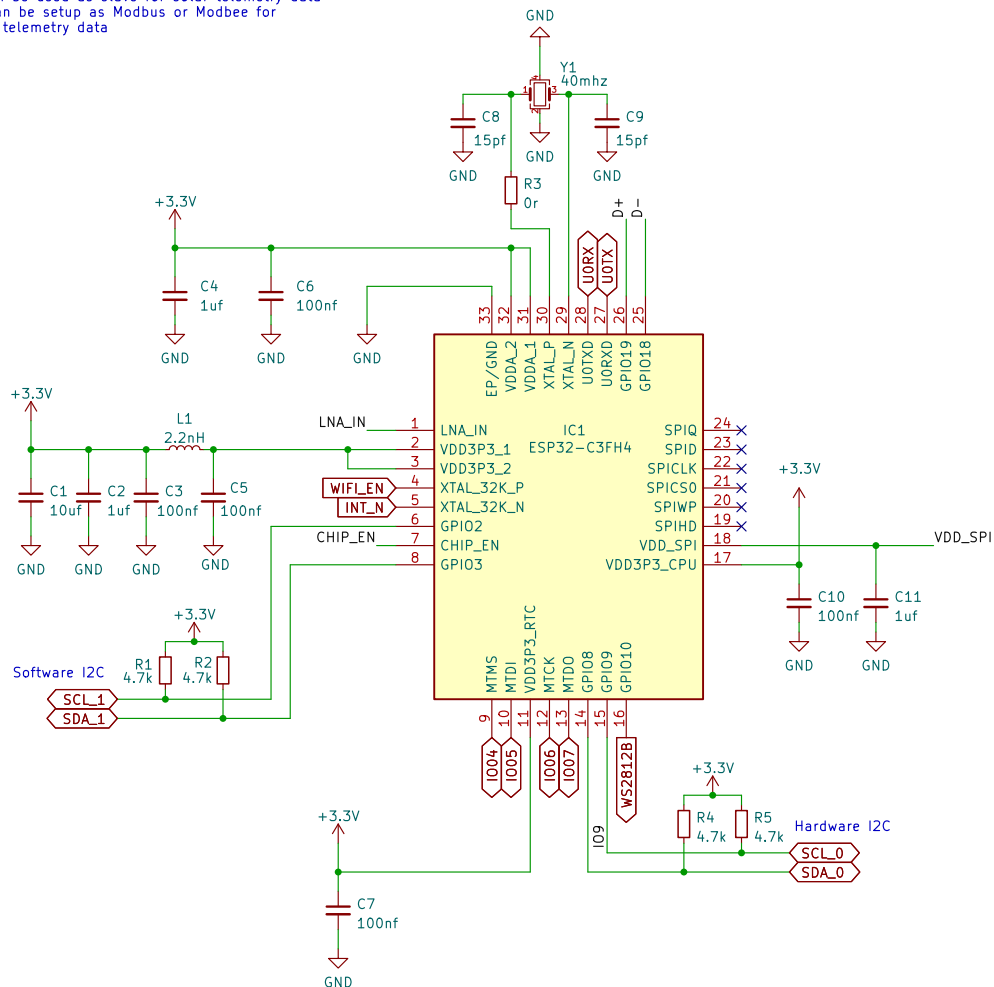 can be setup as Modbus or Modbee for
telemetry data
GND
Y1
40mhz
4
1
3
2
C8
15pf
GND
GND
C9
15pf
GND
R3
0r
D+
D-
U0RX
U0TX
+3.3V
C4
1uf
GND
C6
100nf
GND
GND
33
32
31
30
29
28
27
26
25
EP/GND
VDDA_2
VDDA_1
XTAL_P
XTAL_N
U0TXD
U0RXD
GPIO19
GPIO18
IC1
ESP32-C3FH4
+3.3V
L1
2.2nH
C1
10uf
GND
C2
1uf
GND
C3
100nf
GND
C5
100nf
GND
LNA_IN
1
LNA_IN
2
VDD3P3_1
3
VDD3P3_2
WIFI_EN
4
XTAL_32K_P
INT_N
5
XTAL_32K_N
6
GPIO2
CHIP_EN
7
CHIP_EN
8
GPIO3
SPIQ
24
SPID
23
SPICLK
22
SPICS0
21
SPIWP
20
SPIHD
19
VDD_SPI
18
VDD_SPI
VDD3P3_CPU
17
+3.3V
C10
100nf
GND
C11
1uf
GND
+3.3V
R1
4.7k
R2
4.7k
Software I2C
SCL_1
SDA_1
MTMS
MTDI
VDD3P3_RTC
MTCK
MTDO
GPIO8
GPIO9
GPIO10
9
10
11
12
13
14
15
16
IO04
IO05
IO06
IO07
WS2812B
IO9
+3.3V
R4
4.7k
R5
4.7k
Hardware I2C
SCL_0
SDA_0
+3.3V
C7
100nf
GND